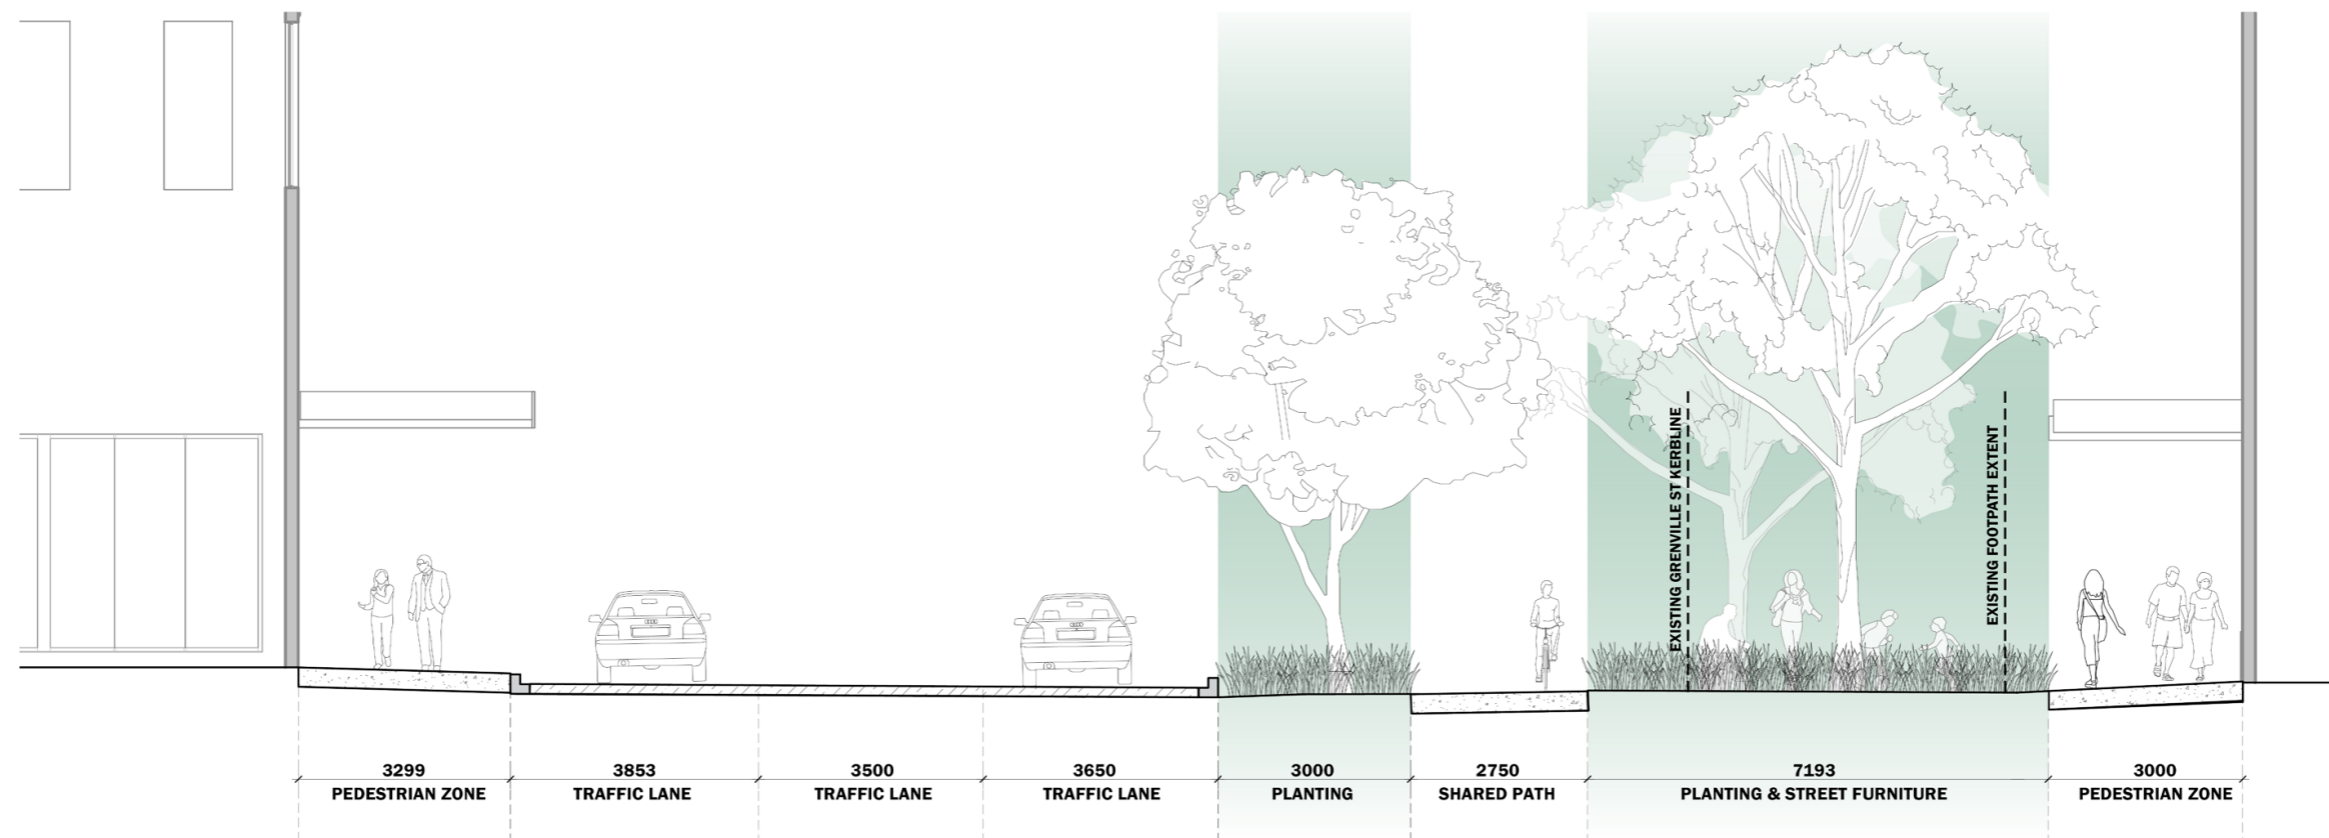 EXISTING GRENVILLE ST KERBLINE
EXISTING FOOTPATH EXTENT
3299
PEDESTRIAN ZONE
3853
TRAFFIC LANE
3500
TRAFFIC LANE
3650
TRAFFIC LANE
3000
PLANTING
2750
SHARED PATH
7193
PLANTING & STREET FURNITURE
3000
PEDESTRIAN ZONE